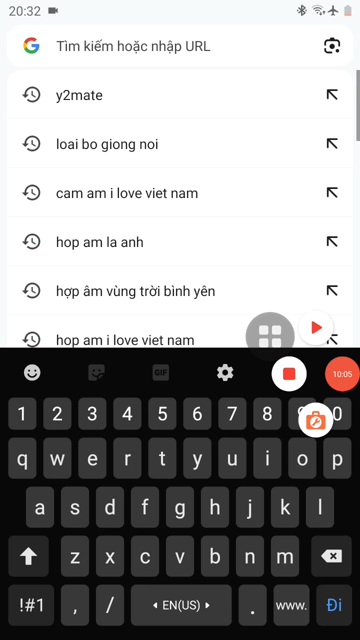 20:32
Tìm kiếm hoặc nhập URL
y2mate
loai bo giong noi
cam am i love viet nam
hop am la anh
hợp âm vùng trời bình yên
hop am i love viet nam
GIF
10:05
1 2 3 4 5 6 7 8 9 0
q w e r t y u i o p
a s d f g h j k l
z x c v b n m
!#1 , / EN(US) . www. Đi